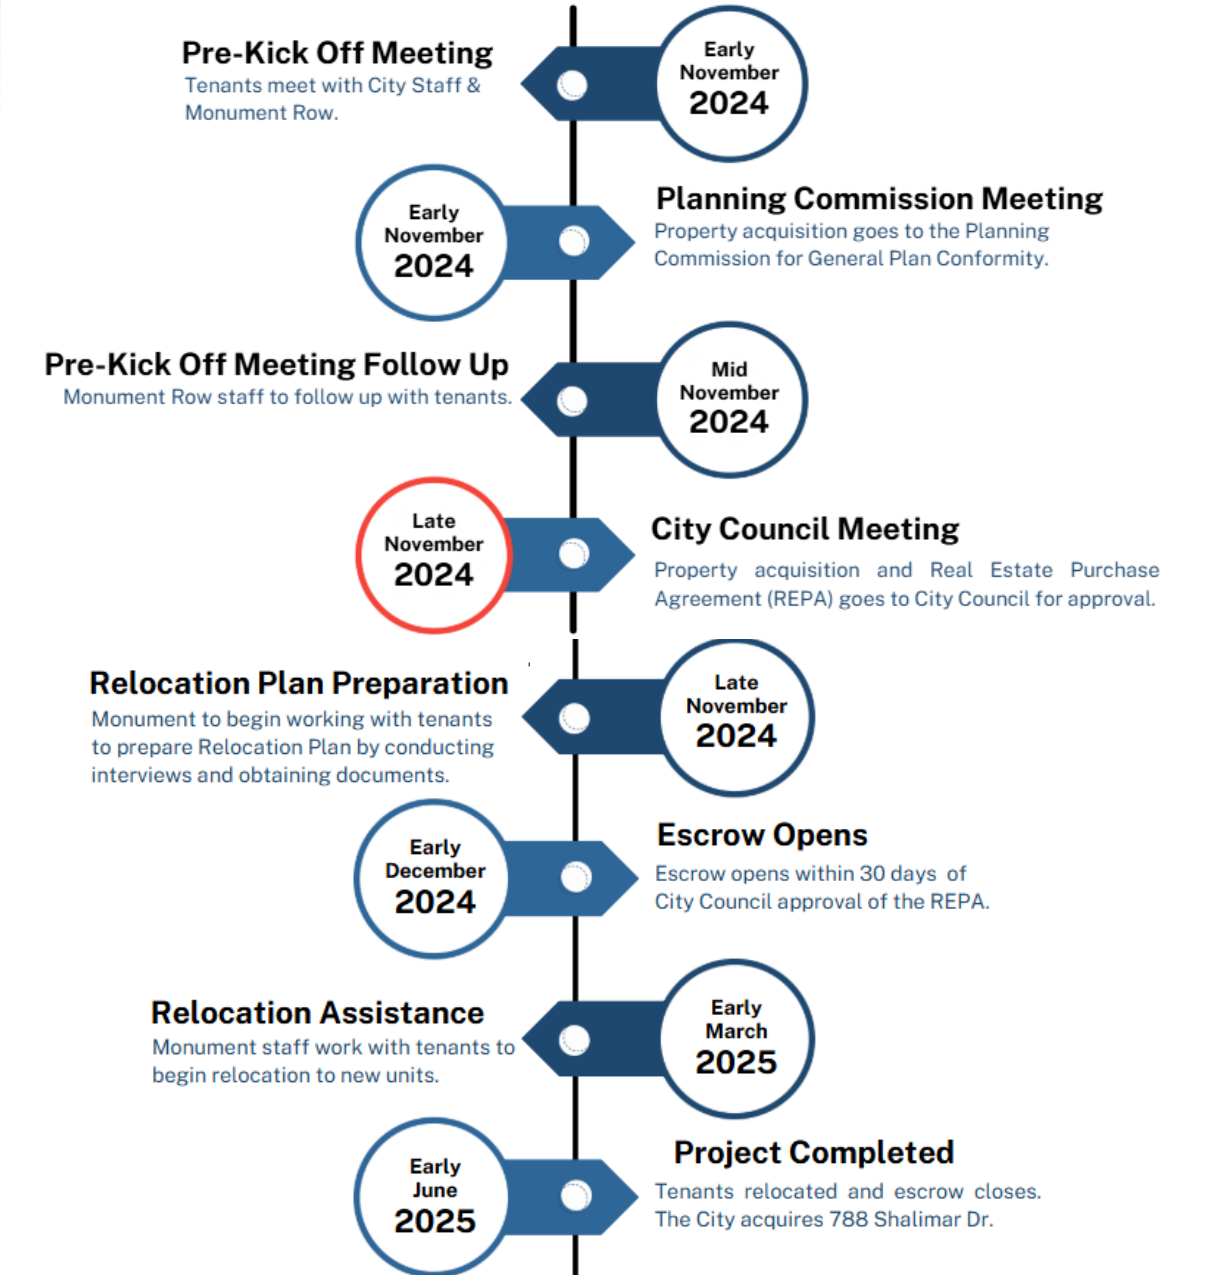 Pre-Kick Off Meeting
Tenants meet with City Staff &
Monument Row.
Early
November
2024
Early
November
2024
Planning Commission Meeting
Property acquisition goes to the Planning
Commission for General Plan Conformity.
Pre-Kick Off Meeting Follow Up
Monument Row staff to follow up with tenants.
Mid
November
2024
Late
November
2024
City Council Meeting
Property acquisition and Real Estate Purchase
Agreement (REPA) goes to City Council for approval.
Relocation Plan Preparation
Monument to begin working with tenants
to prepare Relocation Plan by conducting
interviews and obtaining documents.
Late
November
2024
Early
December
2024
Escrow Opens
Escrow opens within 30 days of
City Council approval of the REPA.
Relocation Assistance
Monument staff work with tenants to
begin relocation to new units.
Early
March
2025
Early
June
2025
Project Completed
Tenants relocated and escrow closes.
The City acquires 788 Shalimar Dr.